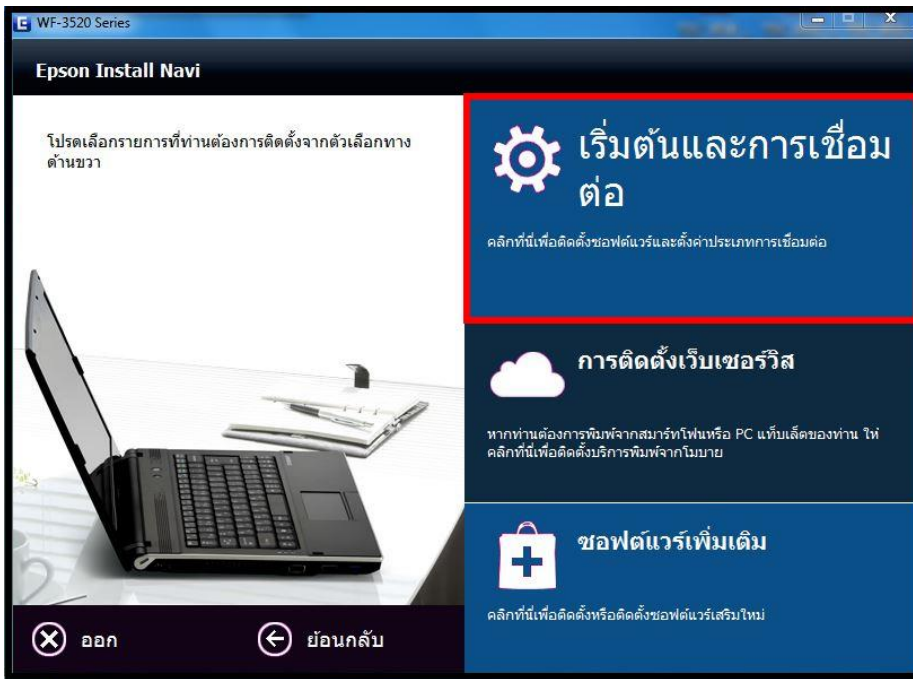 WF-3520 Series
Epson Install Navi
โปรดเลือกรายการที่ท่านต้องการติดตั้งจากตัวเลือกทาง
ด้านขวา
เริ่มต้นและการเชื่อม
ต่อ
คลิกที่นี่เพื่อติดตั้งซอฟต์แวร์และตั้งค่าประเภทการเชื่อมต่อ
การติดตั้งเว็บเซอร์วิส
หากท่านต้องการพิมพ์จากสมาร์ทโฟนหรือ PC แท็บเล็ตของท่าน ให้
คลิกที่นี่เพื่อติดตั้งบริการพิมพ์จากโมบาย
ซอฟต์แวร์เพิ่มเติม
คลิกที่นี่เพื่อติดตั้งหรือติดตั้งซอฟต์แวร์เสริมใหม่
ออก
ย้อนกลับ